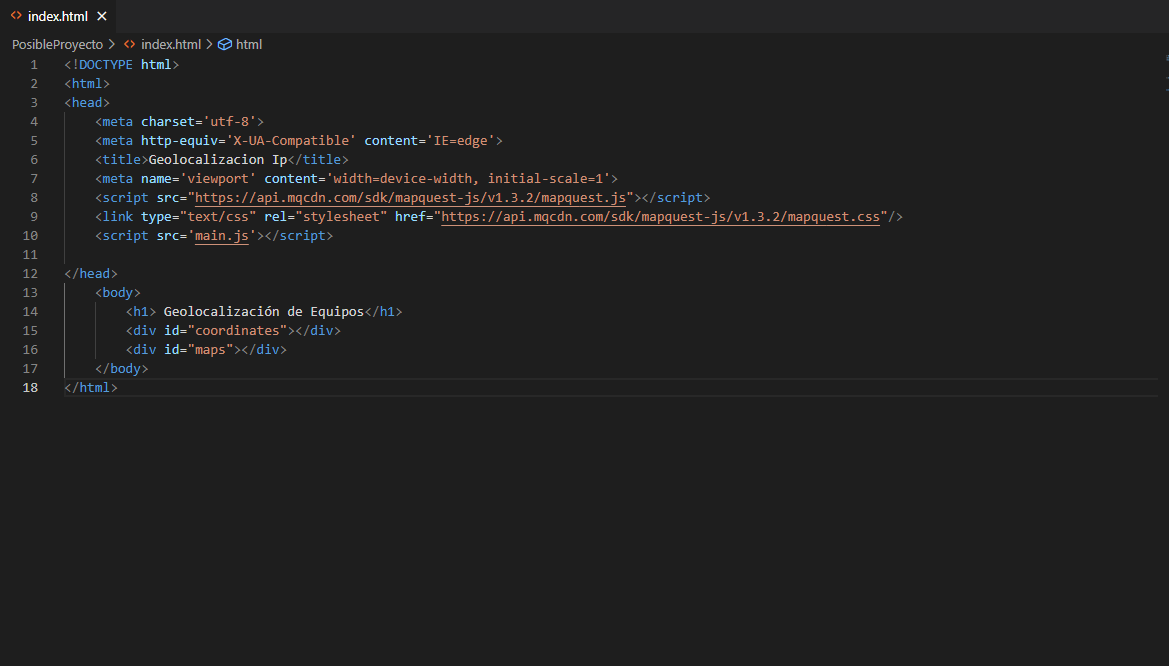 index.html
PosibleProyecto > index.html > html
1 <!DOCTYPE html>
2 <html>
3 <head>
4     <meta charset='utf-8'>
5     <meta http-equiv='X-UA-Compatible' content='IE=edge'>
6     <title>Geolocalizacion Ip</title>
7     <meta name='viewport' content='width=device-width, initial-scale=1'>
8     <script src="https://api.mqcdn.com/sdk/mapquest-js/v1.3.2/mapquest.js"></script>
9     <link type="text/css" rel="stylesheet" href="https://api.mqcdn.com/sdk/mapquest-js/v1.3.2/mapquest.css"/>
10     <script src='main.js'></script>
11
12 </head>
13     <body>
14         <h1> Geolocalización de Equipos</h1>
15         <div id="coordinates"></div>
16         <div id="maps"></div>
17     </body>
18 </html>